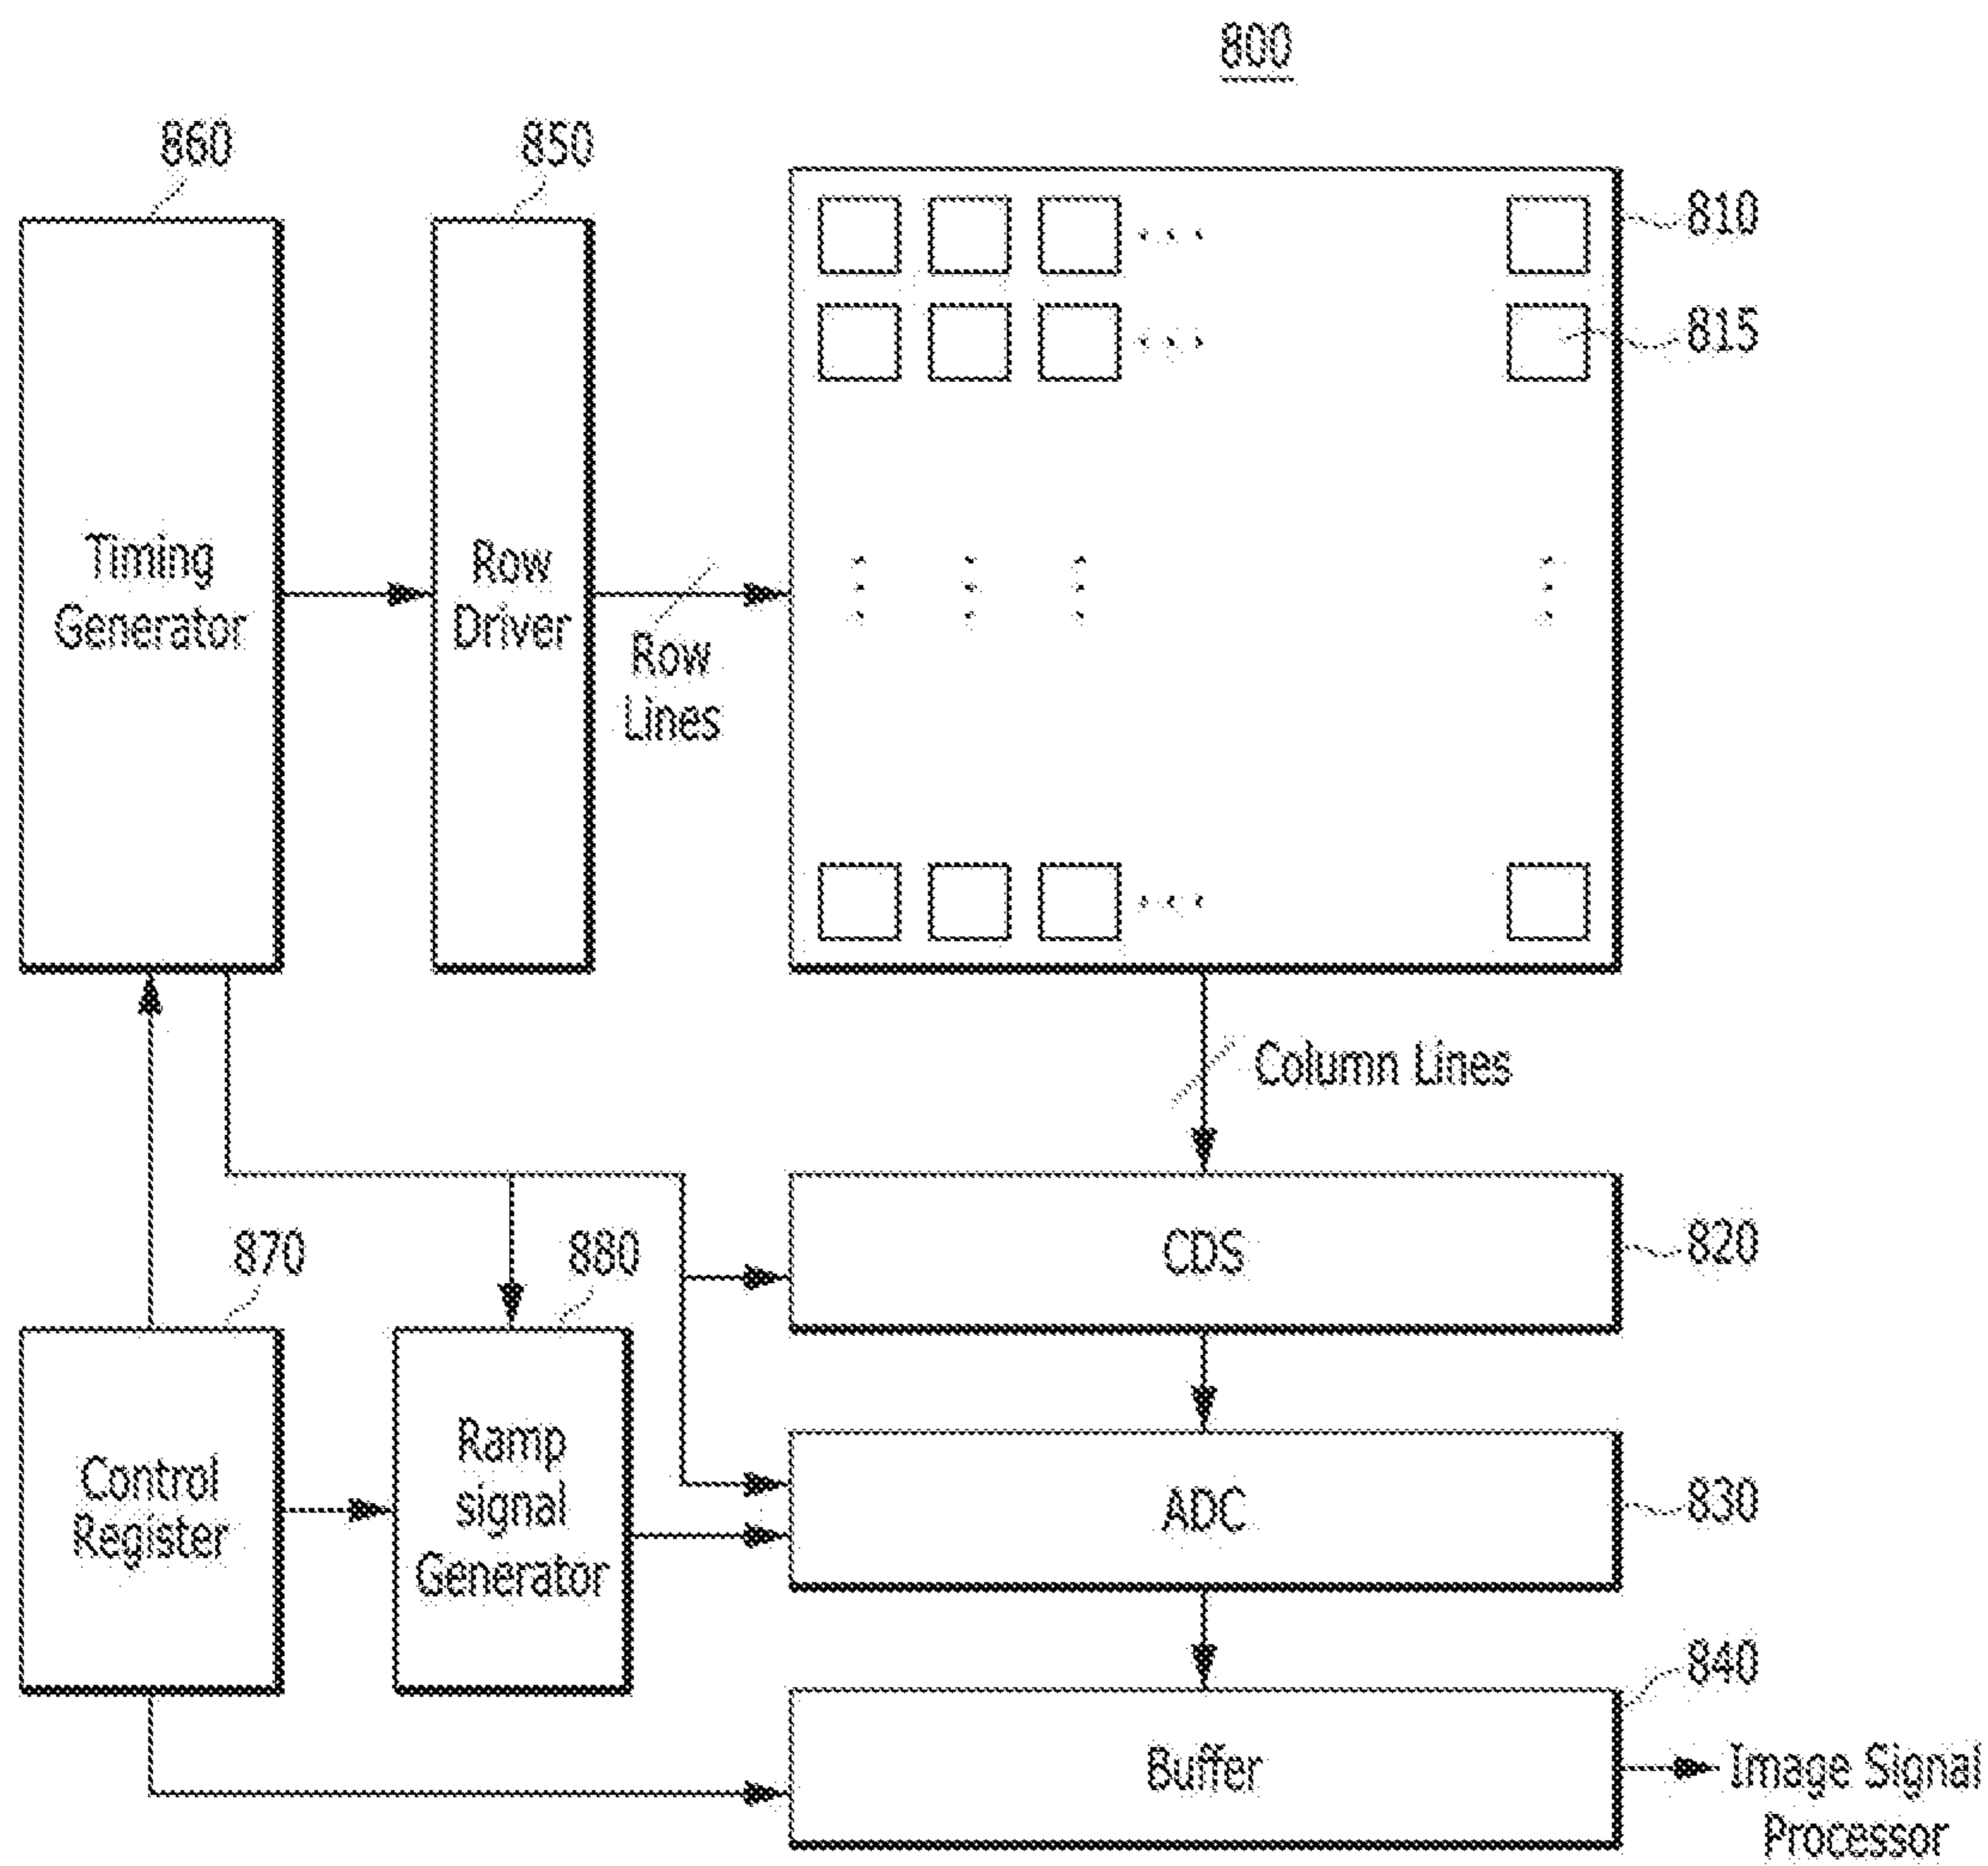 800
860
850
810
815
Timing
Generator
Row
Driver
Row
Lines
Column Lines
870
880
CDS
820
Control
Register
Ramp
signal
Generator
ADC
830
840
Buffer
Image Signal
Processor